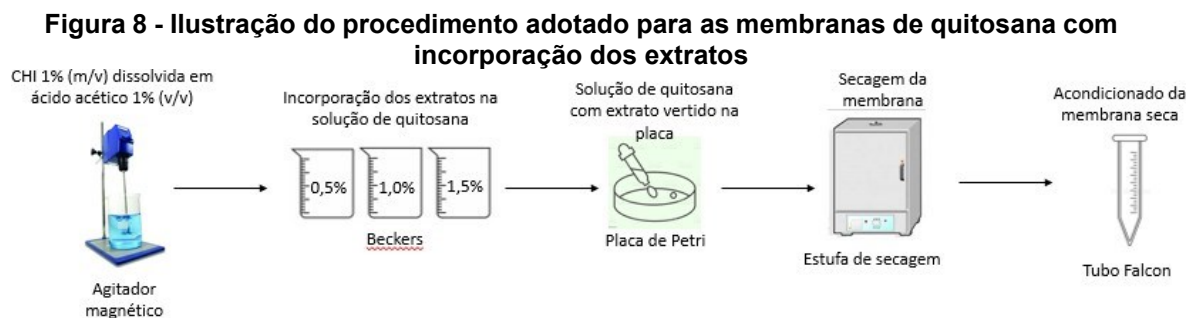 Figura 8 - Ilustração do procedimento adotado para as membranas de quitosana com
incorporação dos extratos
CHI 1% (m/v) dissolvida em
ácido acético 1% (v/v)
Agitador
magnético
Incorporação dos extratos na
solução de quitosana
0,5%
1,0%
1,5%
Beckers
Solução de quitosana
com extrato vertido na
placa
Placa de Petri
Secagem da
membrana
Estufa de secagem
Acondicionado da
membrana seca
Tubo Falcon